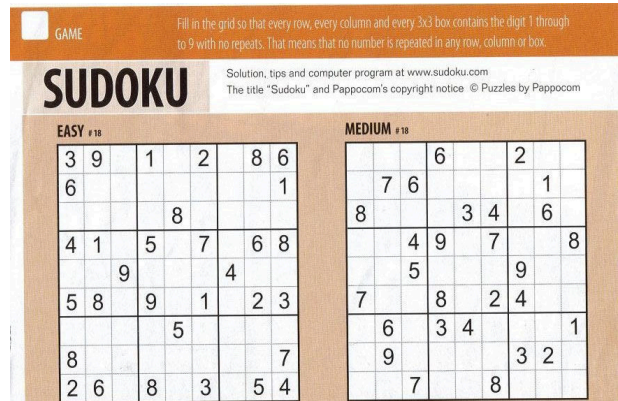 GAME
Fill in the grid so that every row, every column and every 3x3 box contains the digit 1 through
to 9 with no repeats. That means that no number is repeated in any row, column or box.
SUDOKU
Solution, tips and computer program at www.sudoku.com
The title "Sudoku" and Pappocom's copyright notice © Puzzles by Pappocom
EASY # 18
3 9 1 2 8 6
6 1
8
4 1 5 7 6 8
9 4
5 8 9 1 2 3
5
8 7
2 6 8 3 5 4
MEDIUM # 18
6 2
7 6 1
8 3 4 6
4 9 7 8
5 9
7 8 2 4
6 3 4 1
9 3 2
7 8